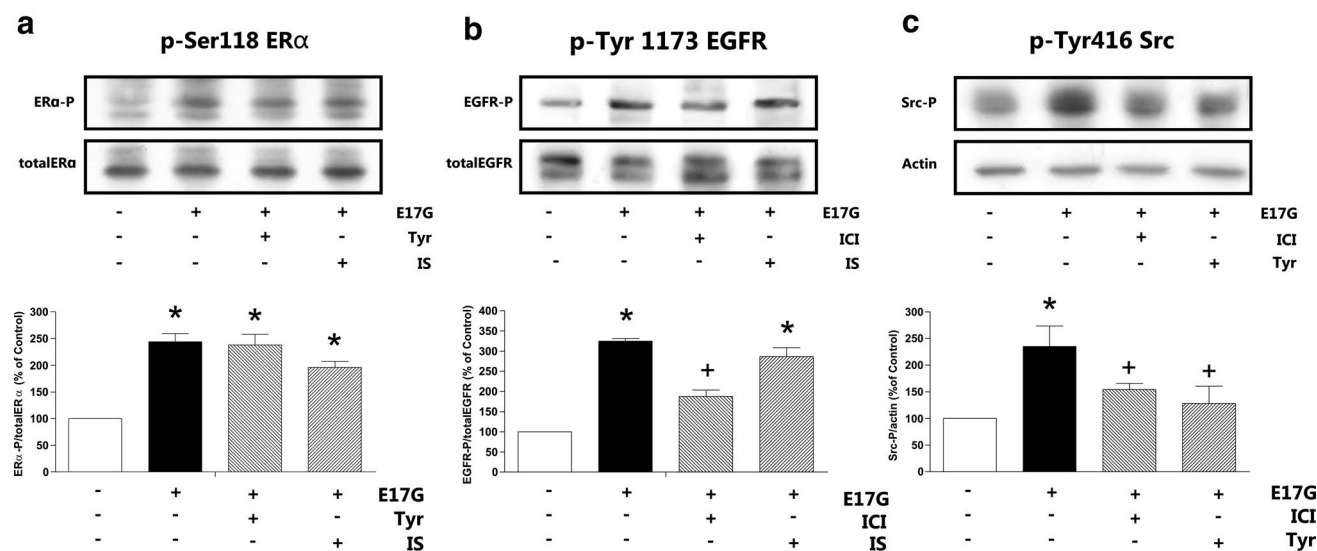 a
p-Ser118 ERα
ERα-P
totalERα
- + + + E17G
- - + - Tyr
- - - + IS
ERα-P/totalERα (% of Control)
300
250
200
150
100
50
0
* * *
- + + + E17G
- - + - Tyr
- - - + IS
b
p-Tyr 1173 EGFR
EGFR-P
totalEGFR
- + + + E17G
- - + - ICI
- - - + IS
EGFR-P/totalEGFR (% of Control)
400
350
300
250
200
150
100
50
0
* + *
- + + + E17G
- - + - ICI
- - - + IS
c
p-Tyr416 Src
Src-P
Actin
- + + + E17G
- - + - ICI
- - - + Tyr
Src-P/actin (%of Control)
300
250
200
150
100
50
0
* + +
- + + + E17G
- - + - ICI
- - - + Tyr